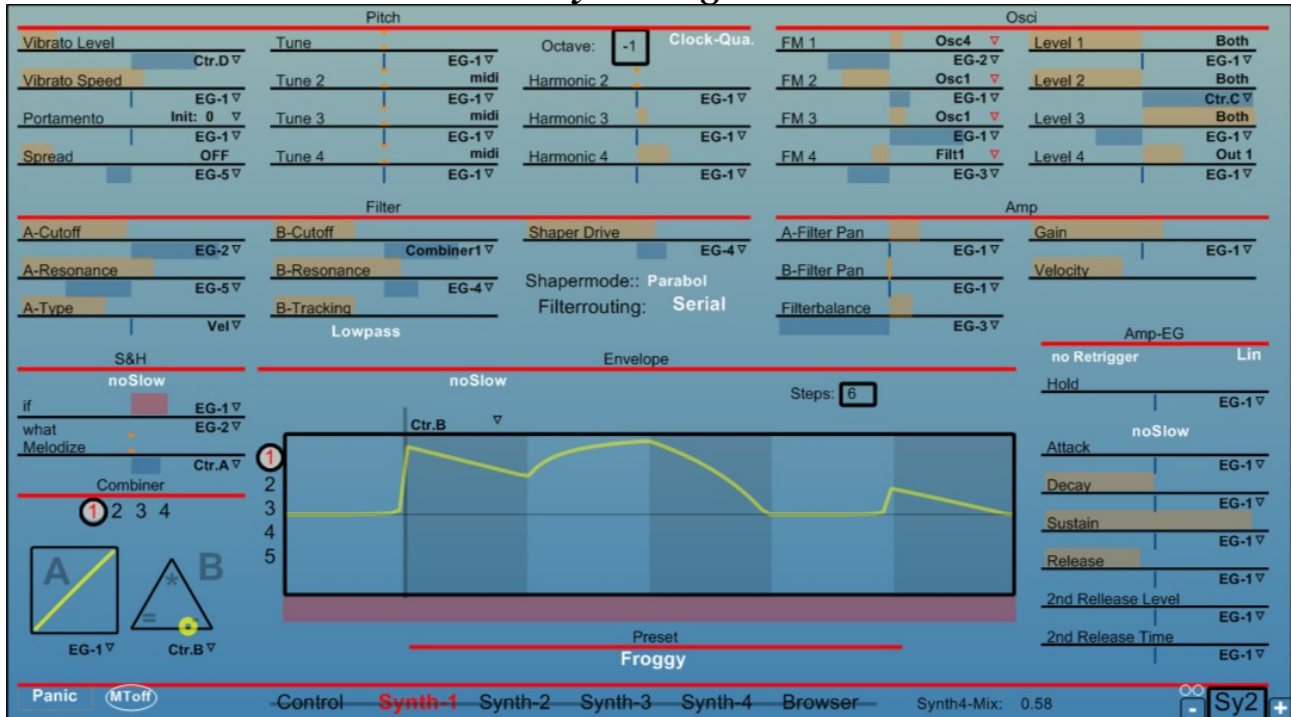 Pitch
Osci
Vibrato Level
Ctr.D
Vibrato Speed
EG-1
Portamento Init: 0
EG-1
Spread OFF
EG-5
Tune
EG-1
Tune 2 midi
EG-1
Tune 3 midi
EG-1
Tune 4 midi
EG-1
Octave: -1 Clock-Qua.
Harmonic 2
EG-1
Harmonic 3
EG-1
Harmonic 4
EG-1
FM 1 Osc4
EG-2
FM 2 Osc1
EG-1
FM 3 Osc1
EG-1
FM 4 Filt1
EG-3
Level 1 Both
EG-1
Level 2 Both
Ctr.C
Level 3 Both
EG-1
Level 4 Out 1
EG-1
Filter
Amp
A-Cutoff
EG-2
A-Resonance
EG-5
A-Type
Vel
B-Cutoff
Combiner1
B-Resonance
EG-4
B-Tracking
Lowpass
Shaper Drive
EG-4
Shapermode:: Parabol
Filterrouting: Serial
A-Filter Pan
EG-1
B-Filter Pan
EG-1
Filterbalance
EG-3
Gain
EG-1
Velocity
S&H
noSlow
if EG-1
what EG-2
Melodize
Ctr.A
Combiner
1 2 3 4
A
B
*
=
EG-1 Ctr.B
Envelope
noSlow
Steps: 6
Ctr.B
1
2
3
4
5
Amp-EG
no Retrigger Lin
Hold
EG-1
noSlow
Attack
EG-1
Decay
EG-1
Sustain
EG-1
Release
EG-1
2nd Rellease Level
EG-1
2nd Release Time
EG-1
Preset
Froggy
Panic MToff Control Synth-1 Synth-2 Synth-3 Synth-4 Browser Synth4-Mix: 0.58 - Sy2 +